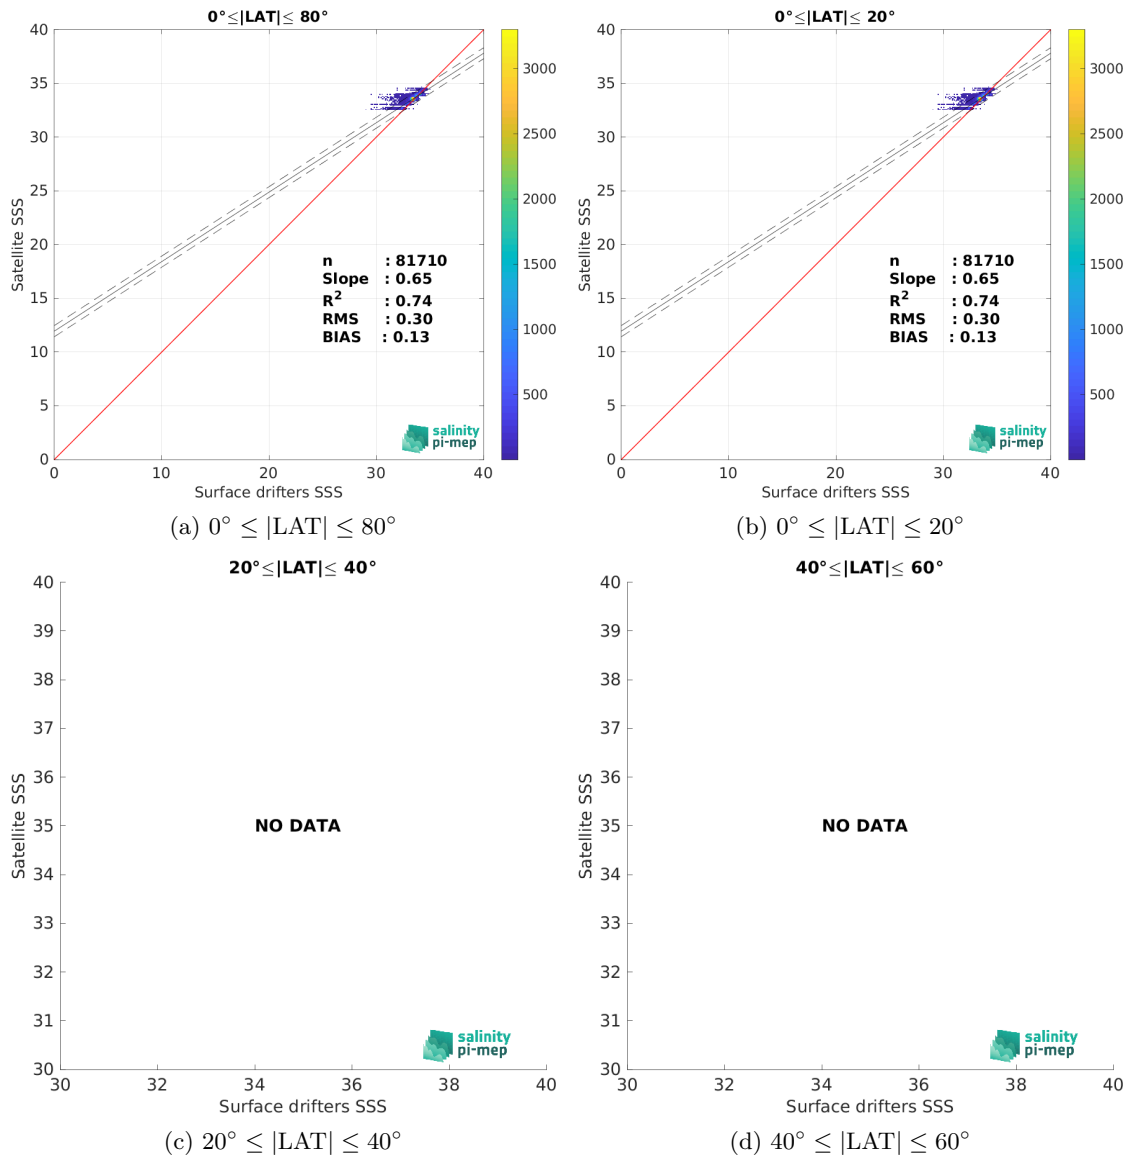 0°≤|LAT|≤ 80°
40
35
30
25
20
15
10
5
0
Satellite SSS
n : 81710
Slope : 0.65
R² : 0.74
RMS : 0.30
BIAS : 0.13
salinity
pi-mep
0 10 20 30 40
Surface drifters SSS
3000
2500
2000
1500
1000
500
(a) 0° ≤ |LAT| ≤ 80°
0°≤|LAT|≤ 20°
40
35
30
25
20
15
10
5
0
Satellite SSS
n : 81710
Slope : 0.65
R² : 0.74
RMS : 0.30
BIAS : 0.13
salinity
pi-mep
0 10 20 30 40
Surface drifters SSS
3000
2500
2000
1500
1000
500
(b) 0° ≤ |LAT| ≤ 20°
20°≤|LAT|≤ 40°
40
39
38
37
36
35
34
33
32
31
30
Satellite SSS
NO DATA
salinity
pi-mep
30 32 34 36 38 40
Surface drifters SSS
(c) 20° ≤ |LAT| ≤ 40°
40°≤|LAT|≤ 60°
40
39
38
37
36
35
34
33
32
31
30
Satellite SSS
NO DATA
salinity
pi-mep
30 32 34 36 38 40
Surface drifters SSS
(d) 40° ≤ |LAT| ≤ 60°